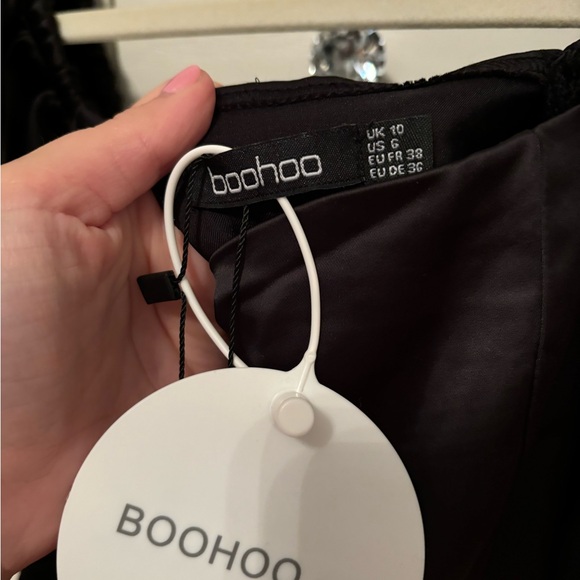 boohoo
UK 10
US 6
EU FR 38
EU DE 36
BOOHOO